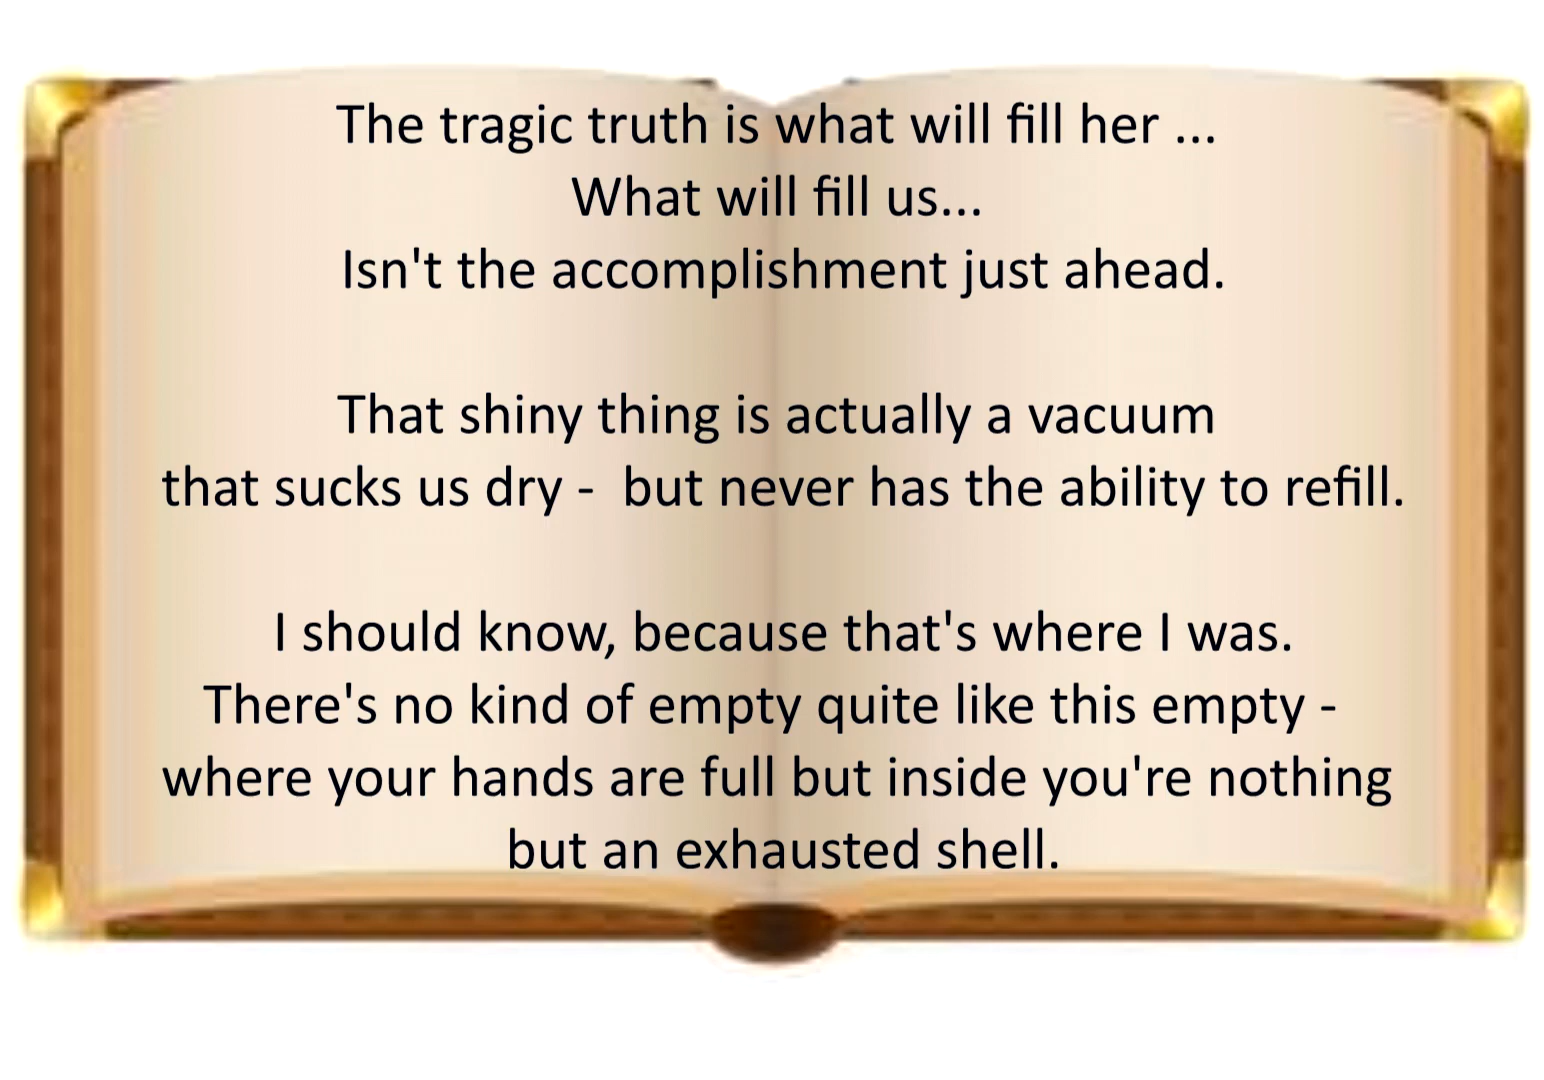 The tragic truth is what will fill her ...
What will fill us...
Isn't the accomplishment just ahead.
That shiny thing is actually a vacuum
that sucks us dry -  but never has the ability to refill.
I should know, because that's where I was.
There's no kind of empty quite like this empty -
where your hands are full but inside you're nothing
but an exhausted shell.